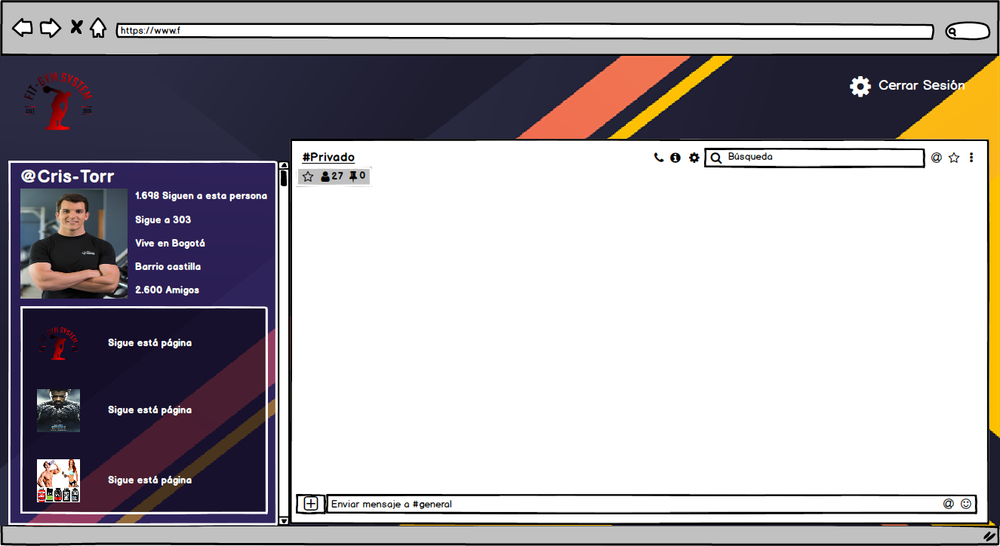 https://www.f
FIT-GYM SYSTEM
Cerrar Sesión
@Cris-Torr
1.698 Siguen a esta persona
Sigue a 303
Vive en Bogotá
Barrio castilla
2.600 Amigos
Sigue está página
Sigue está página
Sigue está página
#Privado
27 0
Búsqueda
@
Enviar mensaje a #general
@